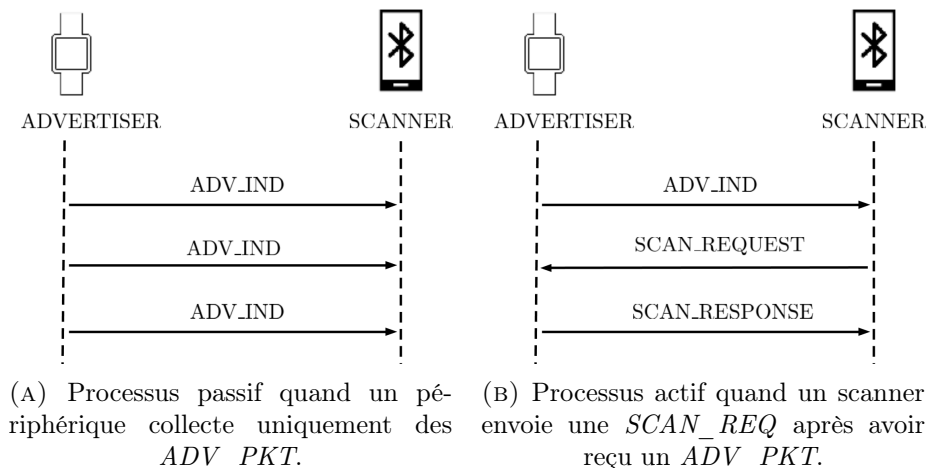 ADVERTISER
SCANNER
ADV_IND
ADV_IND
ADV_IND
(A) Processus passif quand un pé-
riphérique collecte uniquement des
ADV_PKT.
ADVERTISER
SCANNER
ADV_IND
SCAN_REQUEST
SCAN_RESPONSE
(B) Processus actif quand un scanner
envoie une SCAN_REQ après avoir
reçu un ADV_PKT.